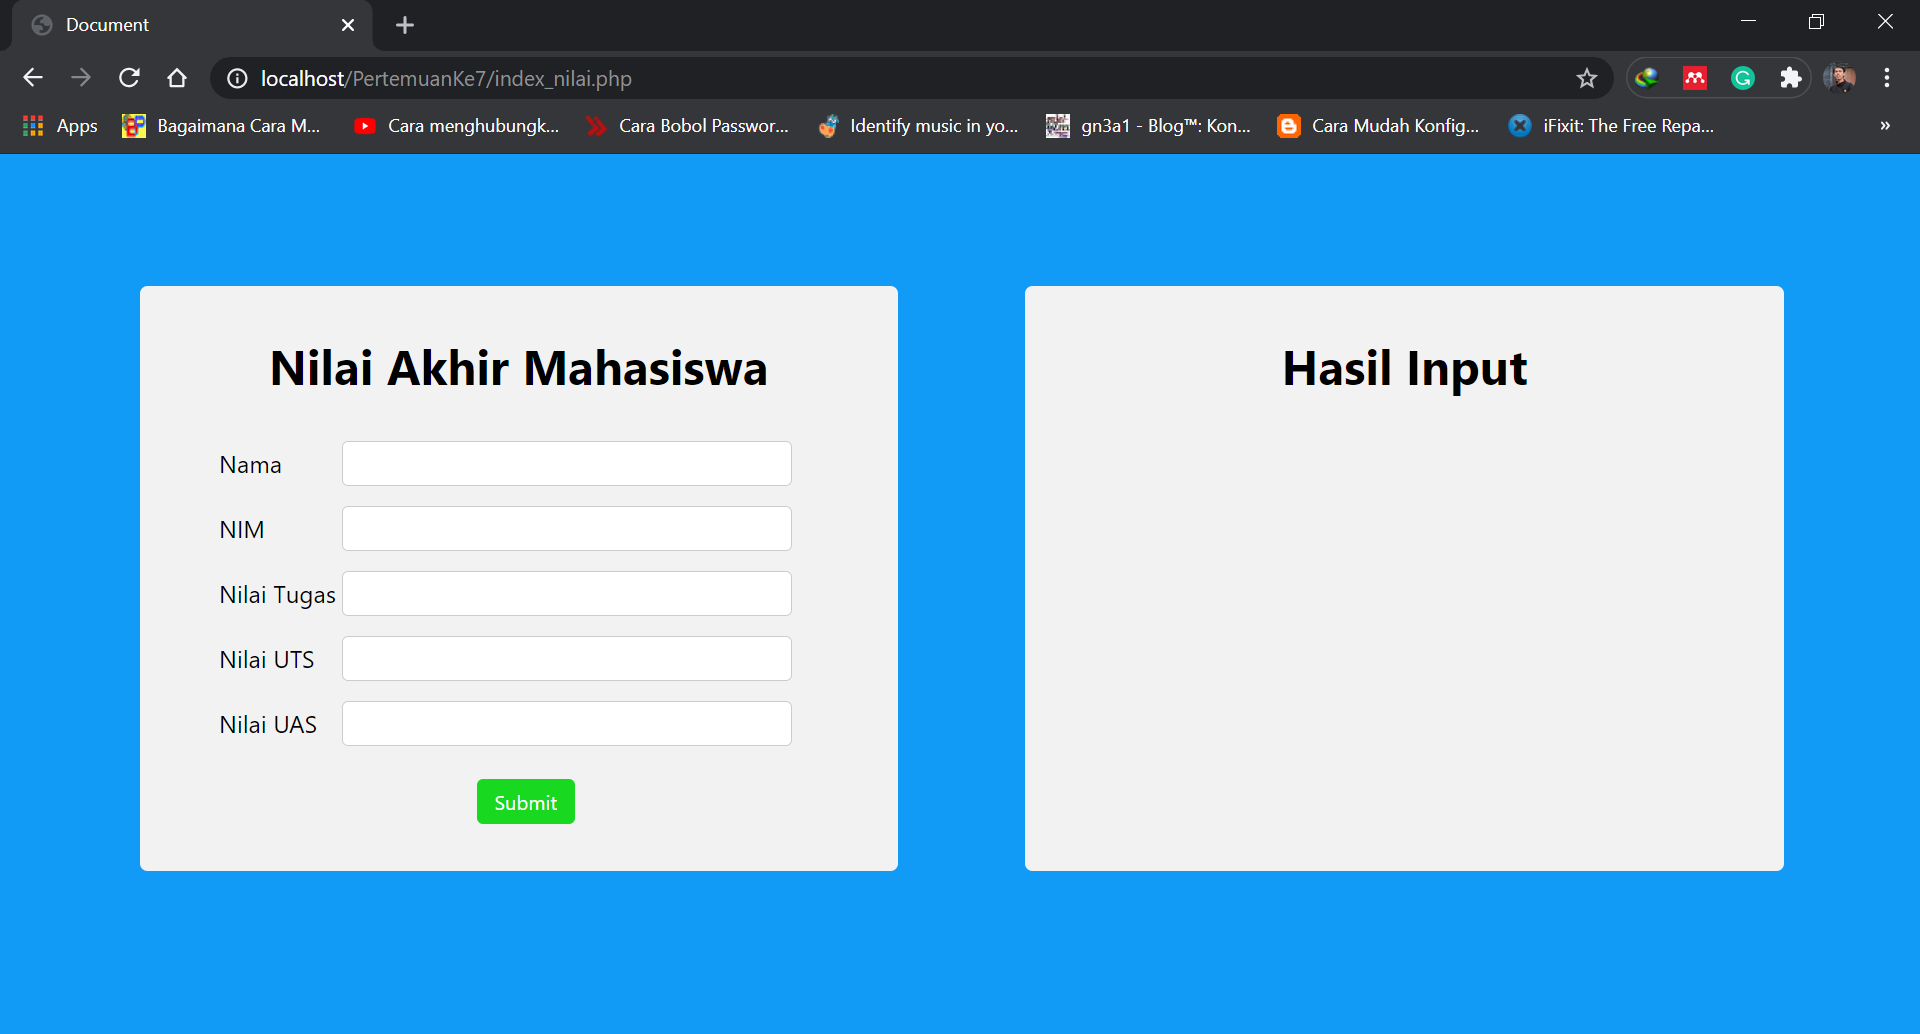 Document
localhost/PertemuanKe7/index_nilai.php
Apps Bagaimana Cara M... Cara menghubungk... Cara Bobol Passwor... Identify music in yo... gn3a1 - Blog™: Kon... Cara Mudah Konfig... iFixit: The Free Repa... »
Nilai Akhir Mahasiswa
Nama
NIM
Nilai Tugas
Nilai UTS
Nilai UAS
Submit
Hasil Input